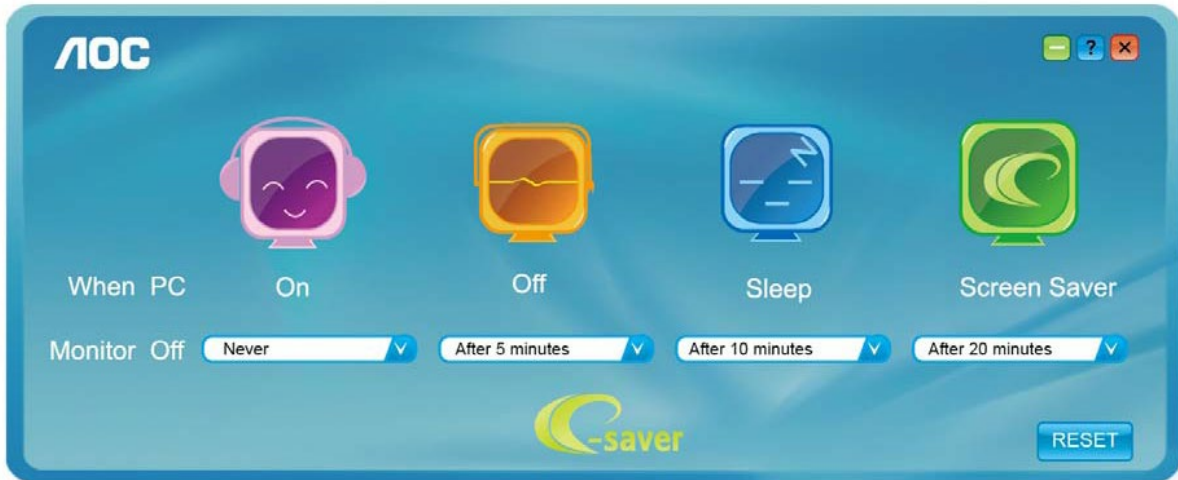 AOC
?
When PC On Off Sleep Screen Saver
Monitor Off Never After 5 minutes After 10 minutes After 20 minutes
e-saver
RESET